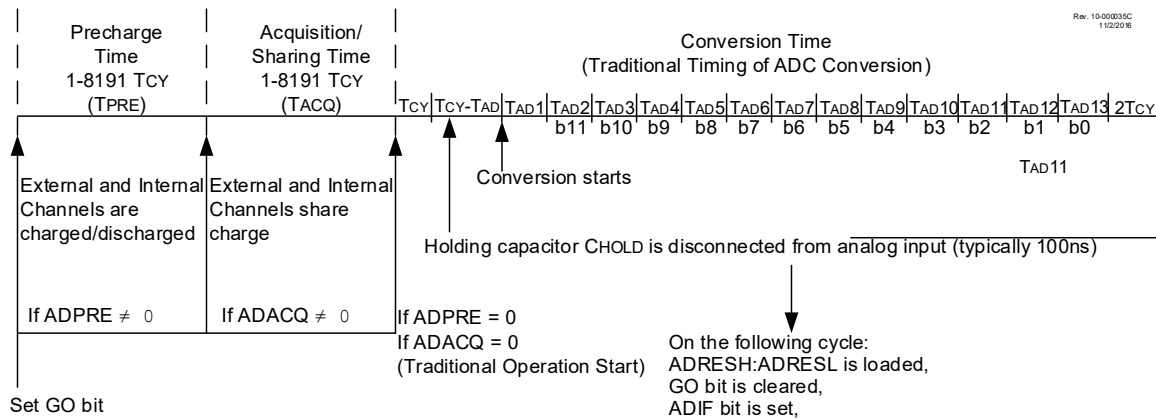 Rev. 10-000035C
11/2/2016
Precharge
Time
1-8191 TCY
(TPRE)
Acquisition/
Sharing Time
1-8191 TCY
(TACQ)
Conversion Time
(Traditional Timing of ADC Conversion)
TCY TCY-TAD TAD1 TAD2 TAD3 TAD4 TAD5 TAD6 TAD7 TAD8 TAD9 TAD10 TAD11 TAD12 TAD13 2TCY
b11 b10 b9 b8 b7 b6 b5 b4 b3 b2 b1 b0
External and Internal
Channels are
charged/discharged
External and Internal
Channels share
charge
Conversion starts
TAD11
Holding capacitor CHOLD is disconnected from analog input (typically 100ns)
If ADPRE ≠ 0
If ADACQ ≠ 0
If ADPRE = 0
If ADACQ = 0
(Traditional Operation Start)
On the following cycle:
ADRESH:ADRESL is loaded,
GO bit is cleared,
ADIF bit is set,
Set GO bit